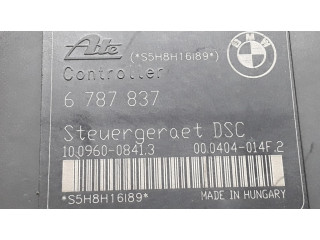 Ate (*S5H8H16I89*) BMW
Controller
6 787 837
Steuergeraet DSC
10.0960-0841.3 00.0404-014F.2
*S5H8H16I89* MADE IN HUNGARY